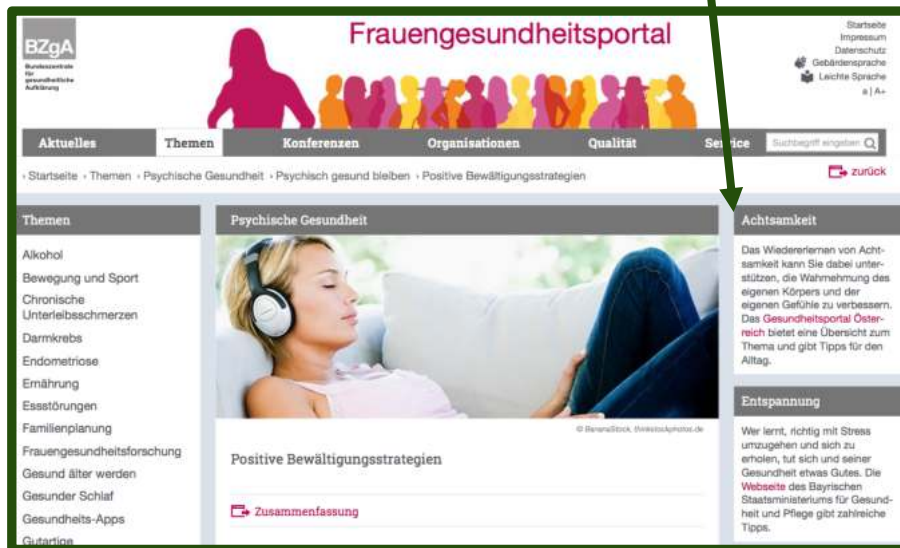 BZgA
Bundeszentrale
für
gesundheitliche
Aufklärung
Frauengesundheitsportal
Startseite
Impressum
Datenschutz
Gebärdensprache
Leichte Sprache
a | A+
Aktuelles Themen Konferenzen Organisationen Qualität Service Suchbegriff eingeben
› Startseite › Themen › Psychische Gesundheit › Psychisch gesund bleiben › Positive Bewältigungsstrategien
zurück
Themen
Alkohol
Bewegung und Sport
Chronische
Unterleibsschmerzen
Darmkrebs
Endometriose
Ernährung
Essstörungen
Familienplanung
Frauengesundheitsforschung
Gesund älter werden
Gesunder Schlaf
Gesundheits-Apps
Gutartige
Psychische Gesundheit
© BananaStock, thinkstockphotos.de
Positive Bewältigungsstrategien
Zusammenfassung
Achtsamkeit
Das Wiedererlernen von Acht-
samkeit kann Sie dabei unter-
stützen, die Wahrnehmung des
eigenen Körpers und der
eigenen Gefühle zu verbessern.
Das Gesundheitsportal Öster-
reich bietet eine Übersicht zum
Thema und gibt Tipps für den
Alltag.
Entspannung
Wer lernt, richtig mit Stress
umzugehen und sich zu
erholen, tut sich und seiner
Gesundheit etwas Gutes. Die
Webseite des Bayrischen
Staatsministeriums für Gesund-
heit und Pflege gibt zahlreiche
Tipps.